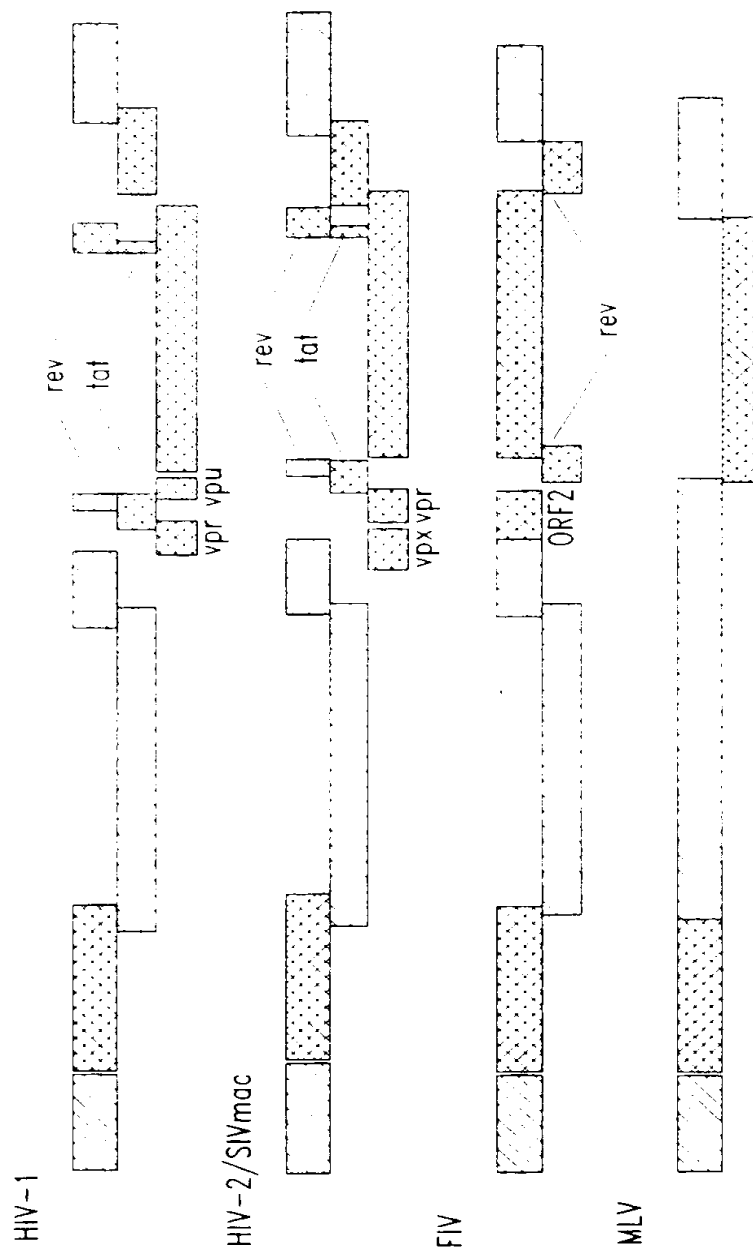 HIV-1
rev
tat
vpr vpu
HIV-2/SIVmac
rev
tat
vpx vpr
FIV
ORF2
rev
MLV